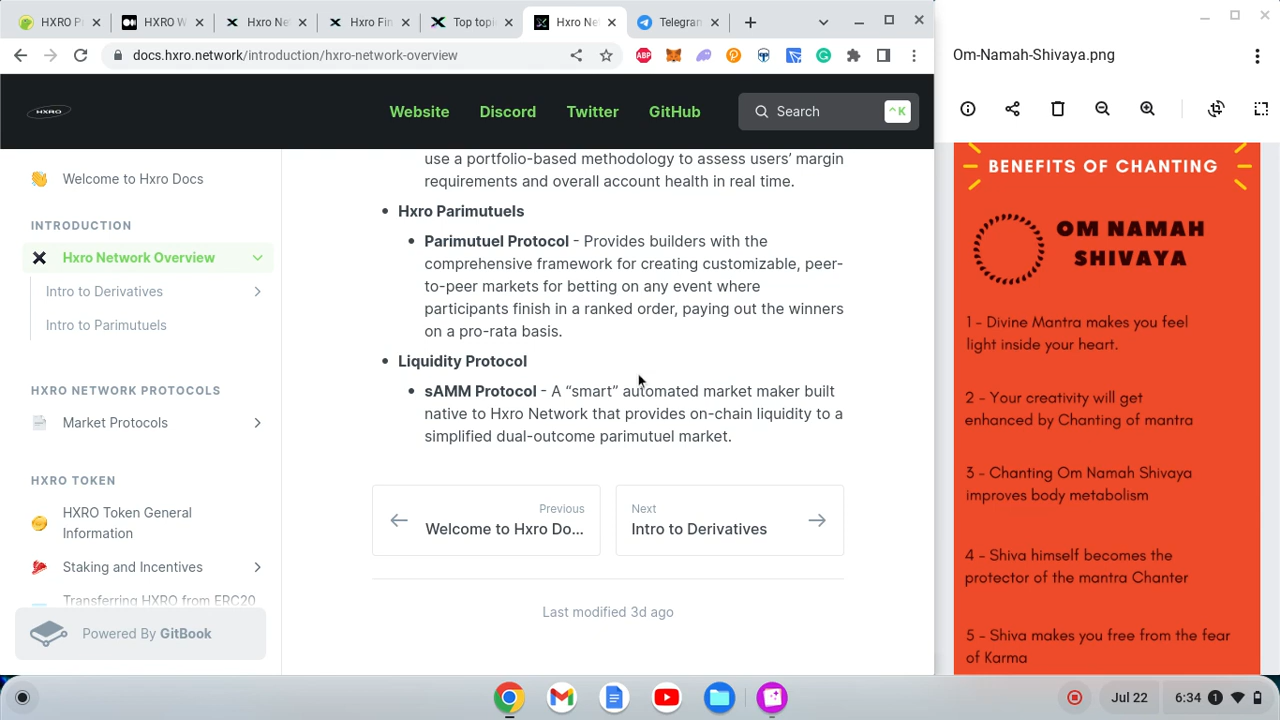 HXRO P
HXRO W
Hxro Ne
Hxro Fin
Top topi
Hxro Ne
Telegran
docs.hxro.network/introduction/hxro-network-overview
ABP
HXRO
Website
Discord
Twitter
GitHub
Search
^K
Welcome to Hxro Docs
INTRODUCTION
Hxro Network Overview
Intro to Derivatives
Intro to Parimutuels
HXRO NETWORK PROTOCOLS
Market Protocols
HXRO TOKEN
HXRO Token General
Information
Staking and Incentives
Transferring HXRO from ERC20
Powered By GitBook
use a portfolio-based methodology to assess users’ margin
requirements and overall account health in real time.
Hxro Parimutuels
Parimutuel Protocol - Provides builders with the
comprehensive framework for creating customizable, peer-
to-peer markets for betting on any event where
participants finish in a ranked order, paying out the winners
on a pro-rata basis.
Liquidity Protocol
sAMM Protocol - A “smart” automated market maker built
native to Hxro Network that provides on-chain liquidity to a
simplified dual-outcome parimutuel market.
Previous
Welcome to Hxro Do...
Next
Intro to Derivatives
Last modified 3d ago
Om-Namah-Shivaya.png
BENEFITS OF CHANTING
OM NAMAH
SHIVAYA
1 - Divine Mantra makes you feel
light inside your heart.
2 - Your creativity will get
enhanced by Chanting of mantra
3 - Chanting Om Namah Shivaya
improves body metabolism
4 - Shiva himself becomes the
protector of the mantra Chanter
5 - Shiva makes you free from the fear
of Karma
Jul 22
6:34
1